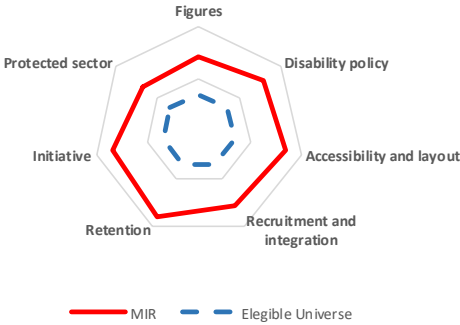 Figures
Protected sector
Disability policy
Initiative
Accessibility and layout
Retention
Recruitment and
integration
MIR
Elegible Universe